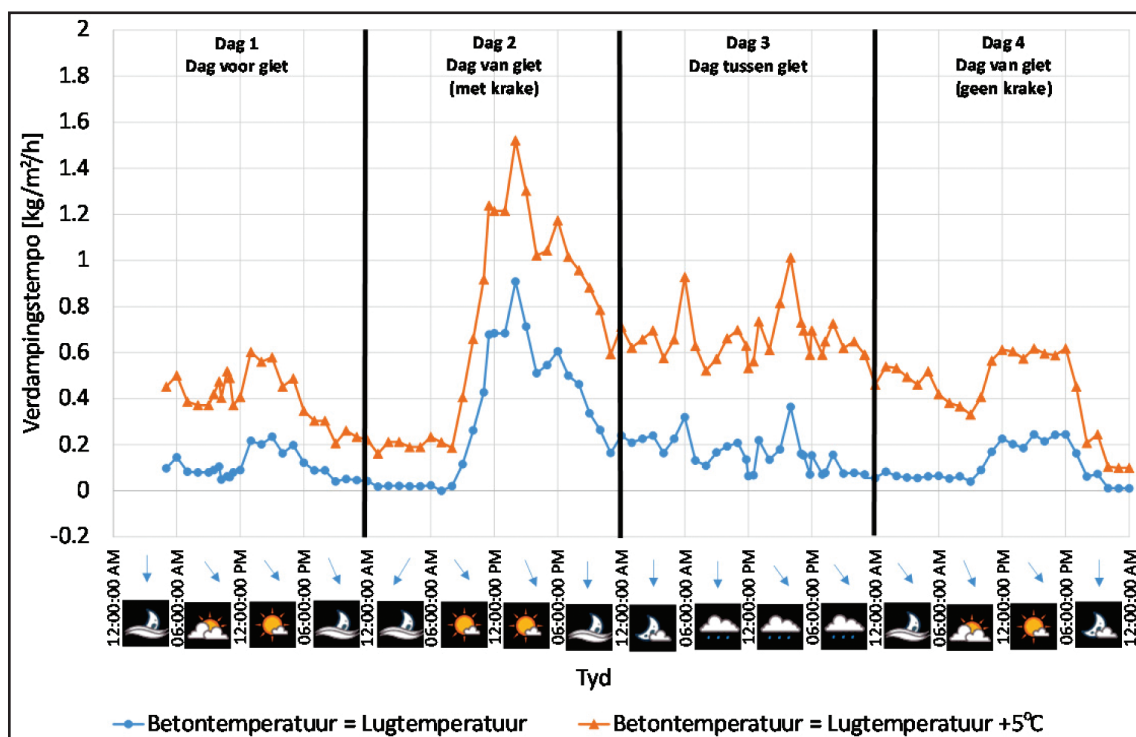 2
1.8
1.6
1.4
1.2
1
0.8
0.6
0.4
0.2
0
-0.2
Verdampingstempo [kg/m²/h]
Dag 1
Dag voor giet
Dag 2
Dag van giet
(met krake)
Dag 3
Dag tussen giet
Dag 4
Dag van giet
(geen krake)
12:00:00 AM
06:00:00 AM
12:00:00 PM
06:00:00 PM
12:00:00 AM
06:00:00 AM
12:00:00 PM
06:00:00 PM
12:00:00 AM
06:00:00 AM
12:00:00 PM
06:00:00 PM
12:00:00 AM
06:00:00 AM
12:00:00 PM
06:00:00 PM
12:00:00 AM
Tyd
Betontemperatuur = Lugtemperatuur
Betontemperatuur = Lugtemperatuur +5⁰C